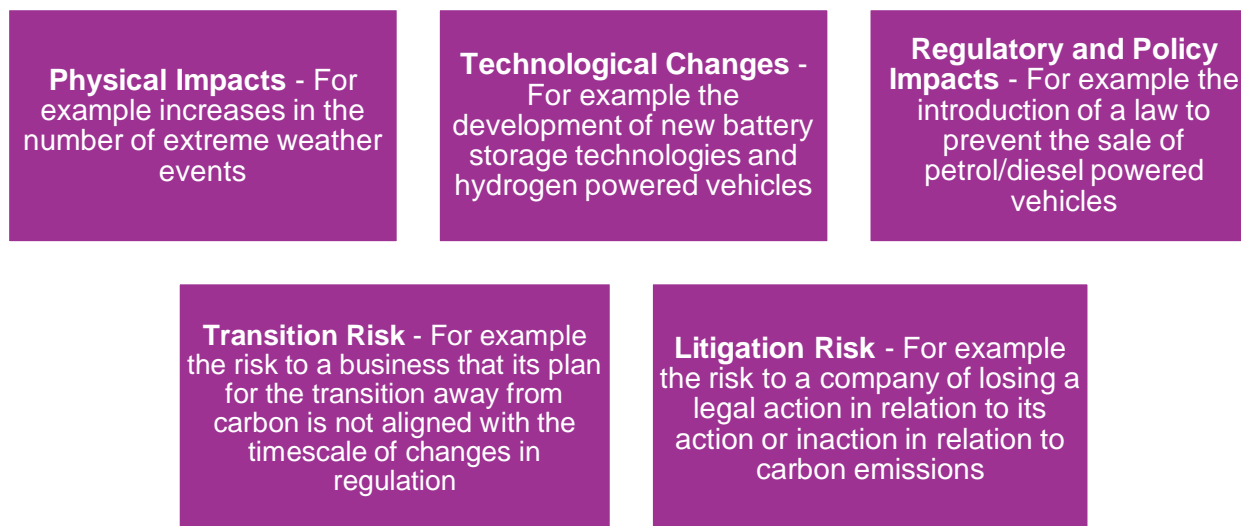 Physical Impacts - For
example increases in the
number of extreme weather
events
Technological Changes -
For example the
development of new battery
storage technologies and
hydrogen powered vehicles
Regulatory and Policy
Impacts - For example the
introduction of a law to
prevent the sale of
petrol/diesel powered
vehicles
Transition Risk - For example
the risk to a business that its plan
for the transition away from
carbon is not aligned with the
timescale of changes in
regulation
Litigation Risk - For example
the risk to a company of losing a
legal action in relation to its
action or inaction in relation to
carbon emissions